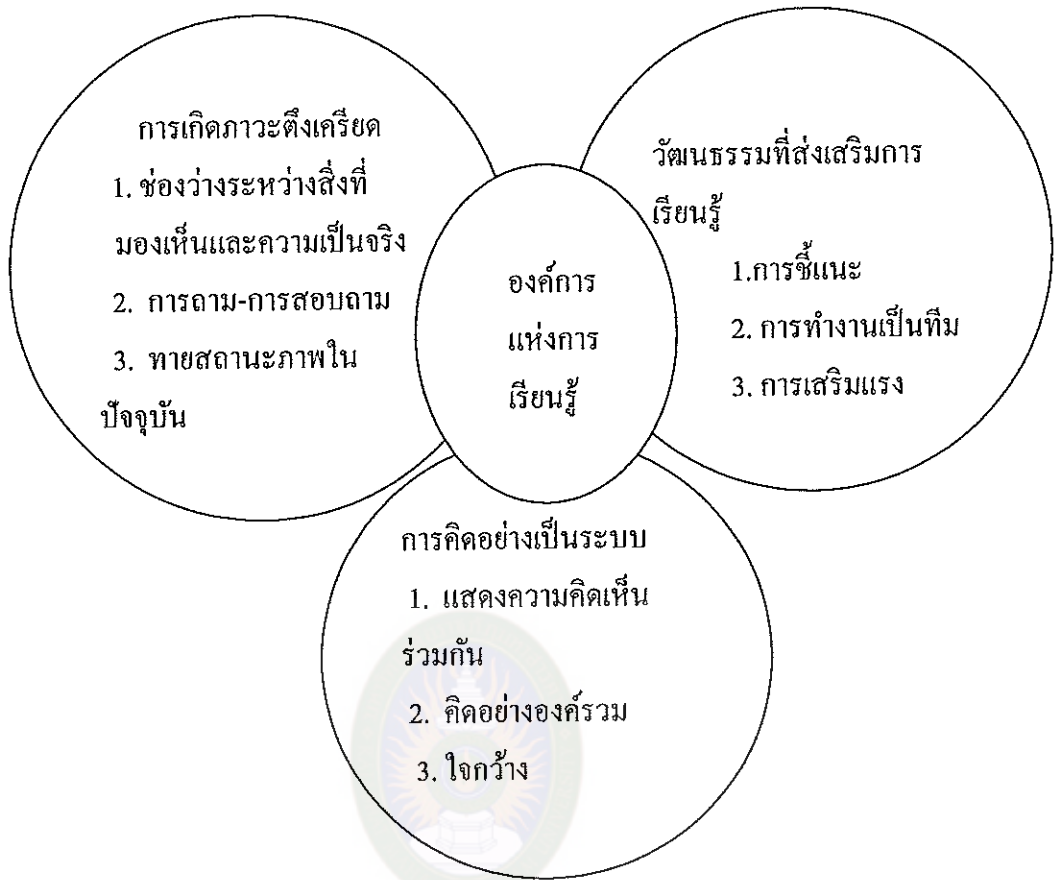 การเกิดภาวะตึงเครียด
1. ช่องว่างระหว่างสิ่งที่
มองเห็นและความเป็นจริง
2. การถาม-การสอบถาม
3. ทายสถานะภาพใน
ปัจจุบัน
วัฒนธรรมที่ส่งเสริมการ
เรียนรู้
1.การชี้แนะ
2. การทำงานเป็นทีม
3. การเสริมแรง
องค์การ
แห่งการ
เรียนรู้
การคิดอย่างเป็นระบบ
1. แสดงความคิดเห็น
ร่วมกัน
2. คิดอย่างองค์รวม
3. ใจกว้าง